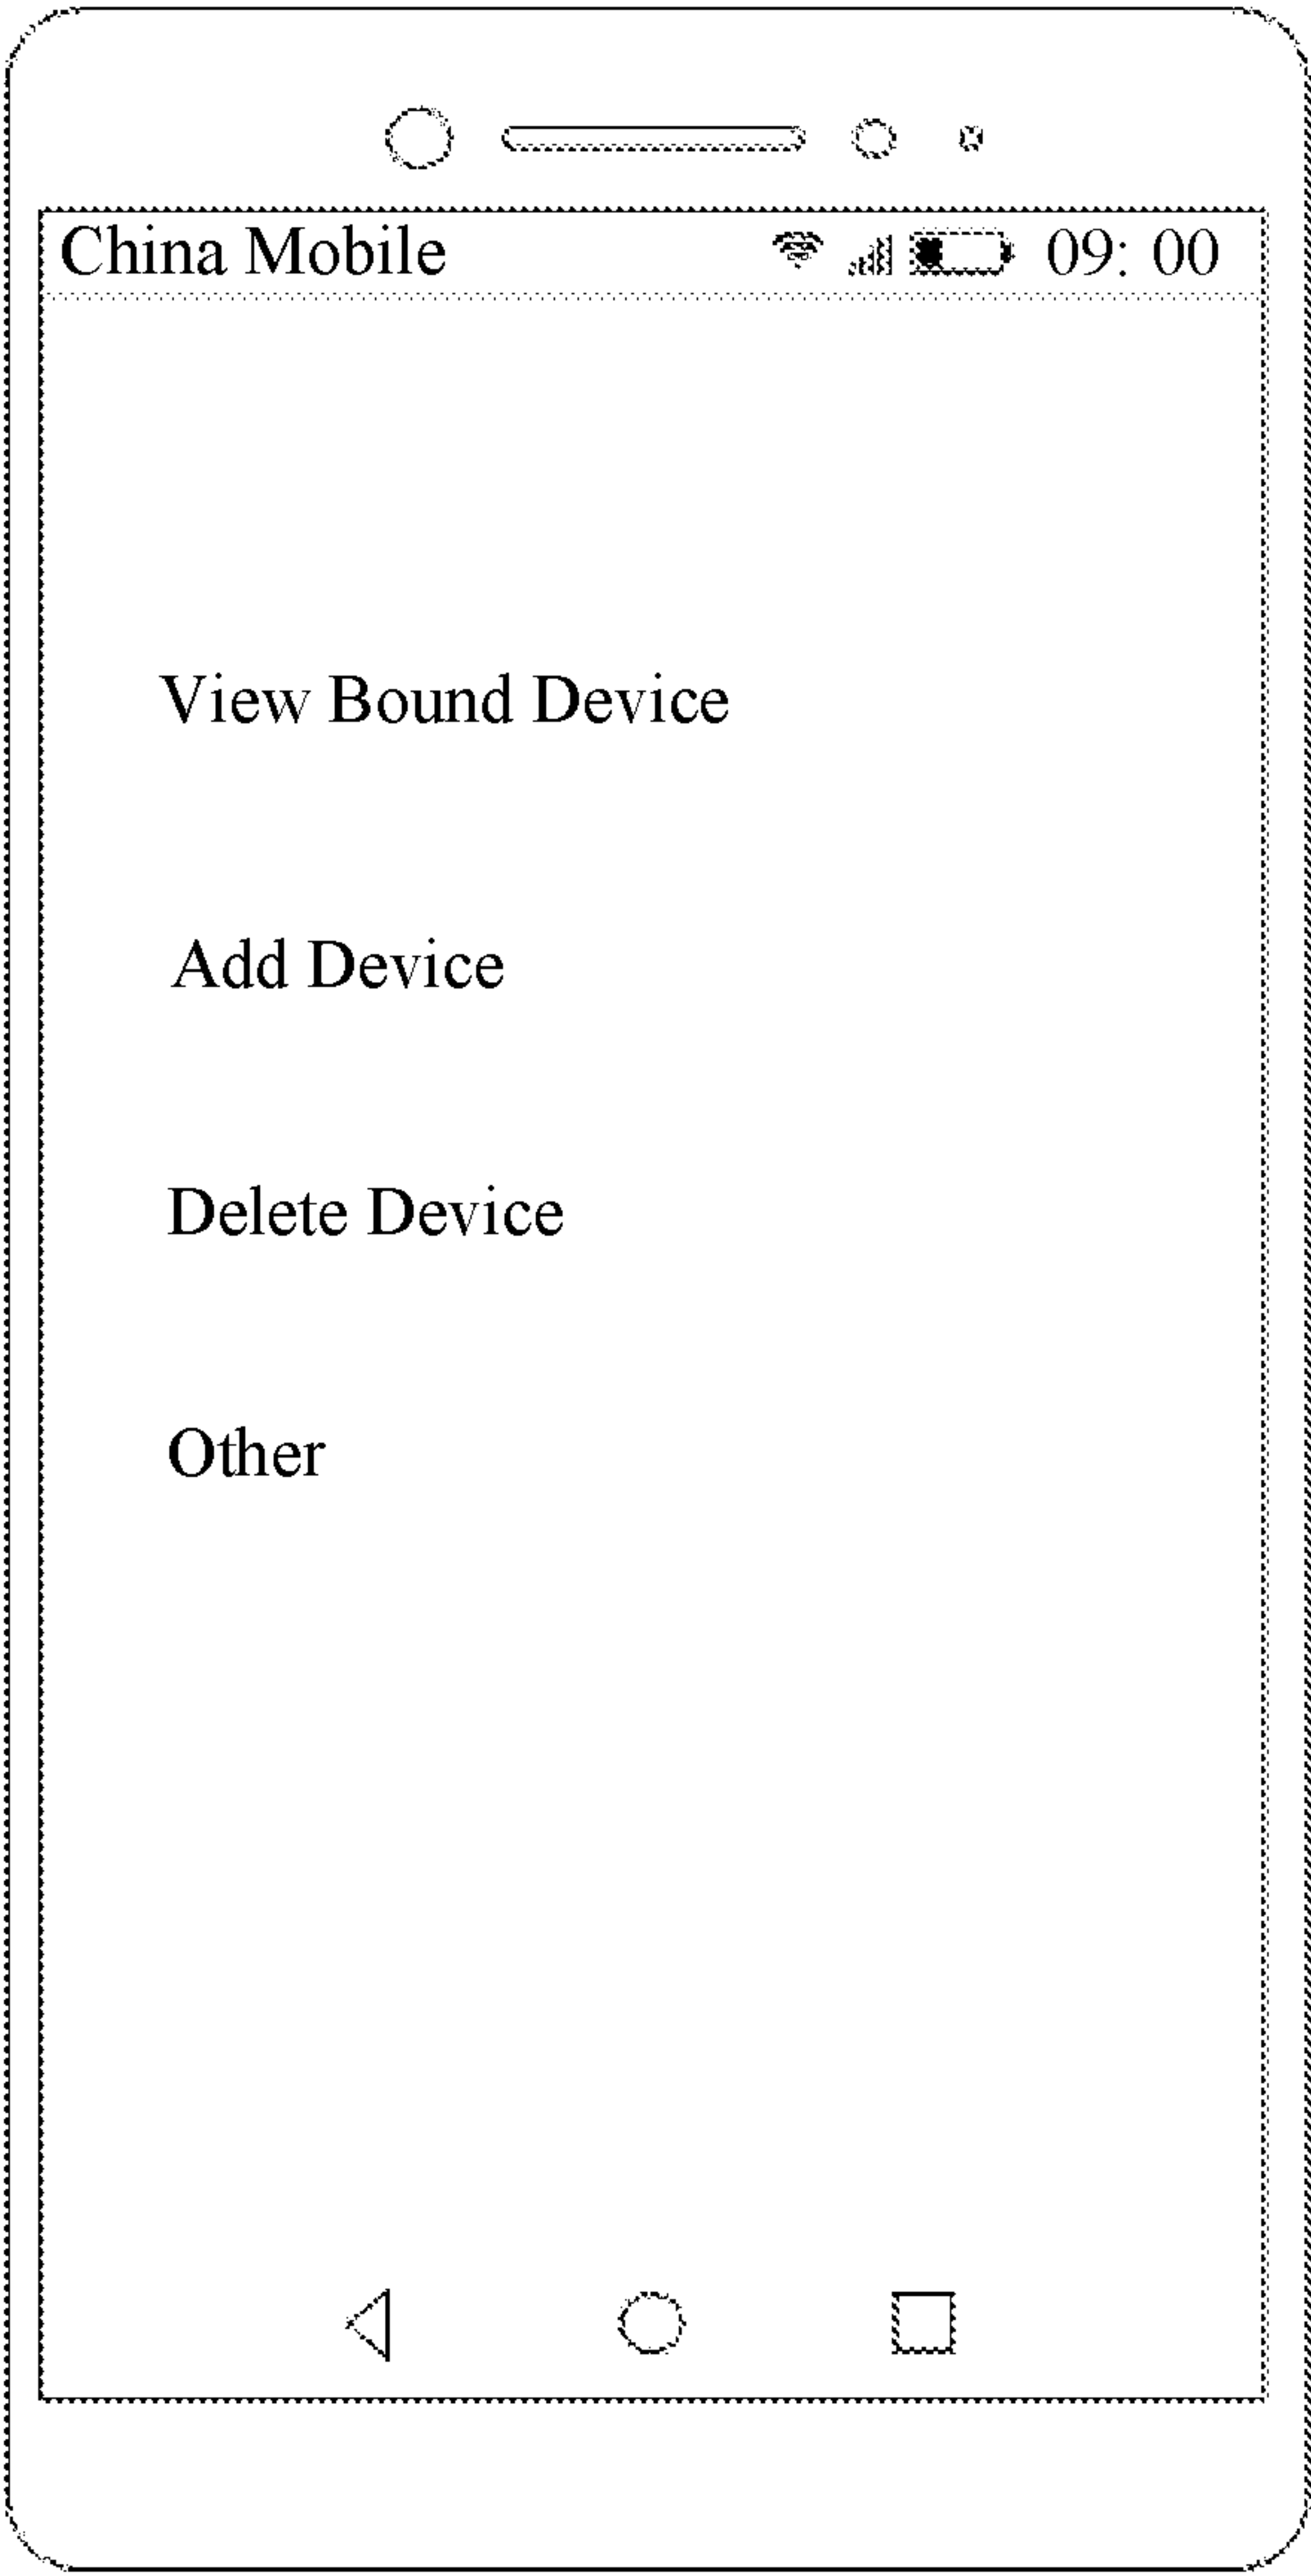 China Mobile 09: 00
View Bound Device
Add Device
Delete Device
Other